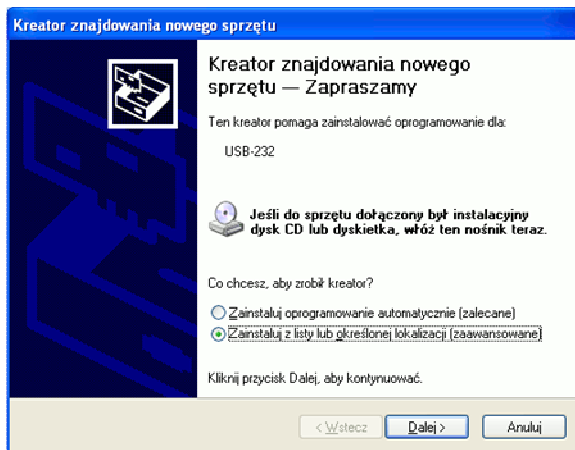 Kreator znajdowania nowego sprzętu
Kreator znajdowania nowego
sprzętu — Zapraszamy
Ten kreator pomaga zainstalować oprogramowanie dla:
USB-232
Jeśli do sprzętu dołączony był instalacyjny
dysk CD lub dyskietka, włóż ten nośnik teraz.
Co chcesz, aby zrobił kreator?
Zainstaluj oprogramowanie automatycznie (zalecane)
Zainstaluj z listy lub określonej lokalizacji (zaawansowane)
Kliknij przycisk Dalej, aby kontynuować.
< Wstecz Dalej > Anuluj